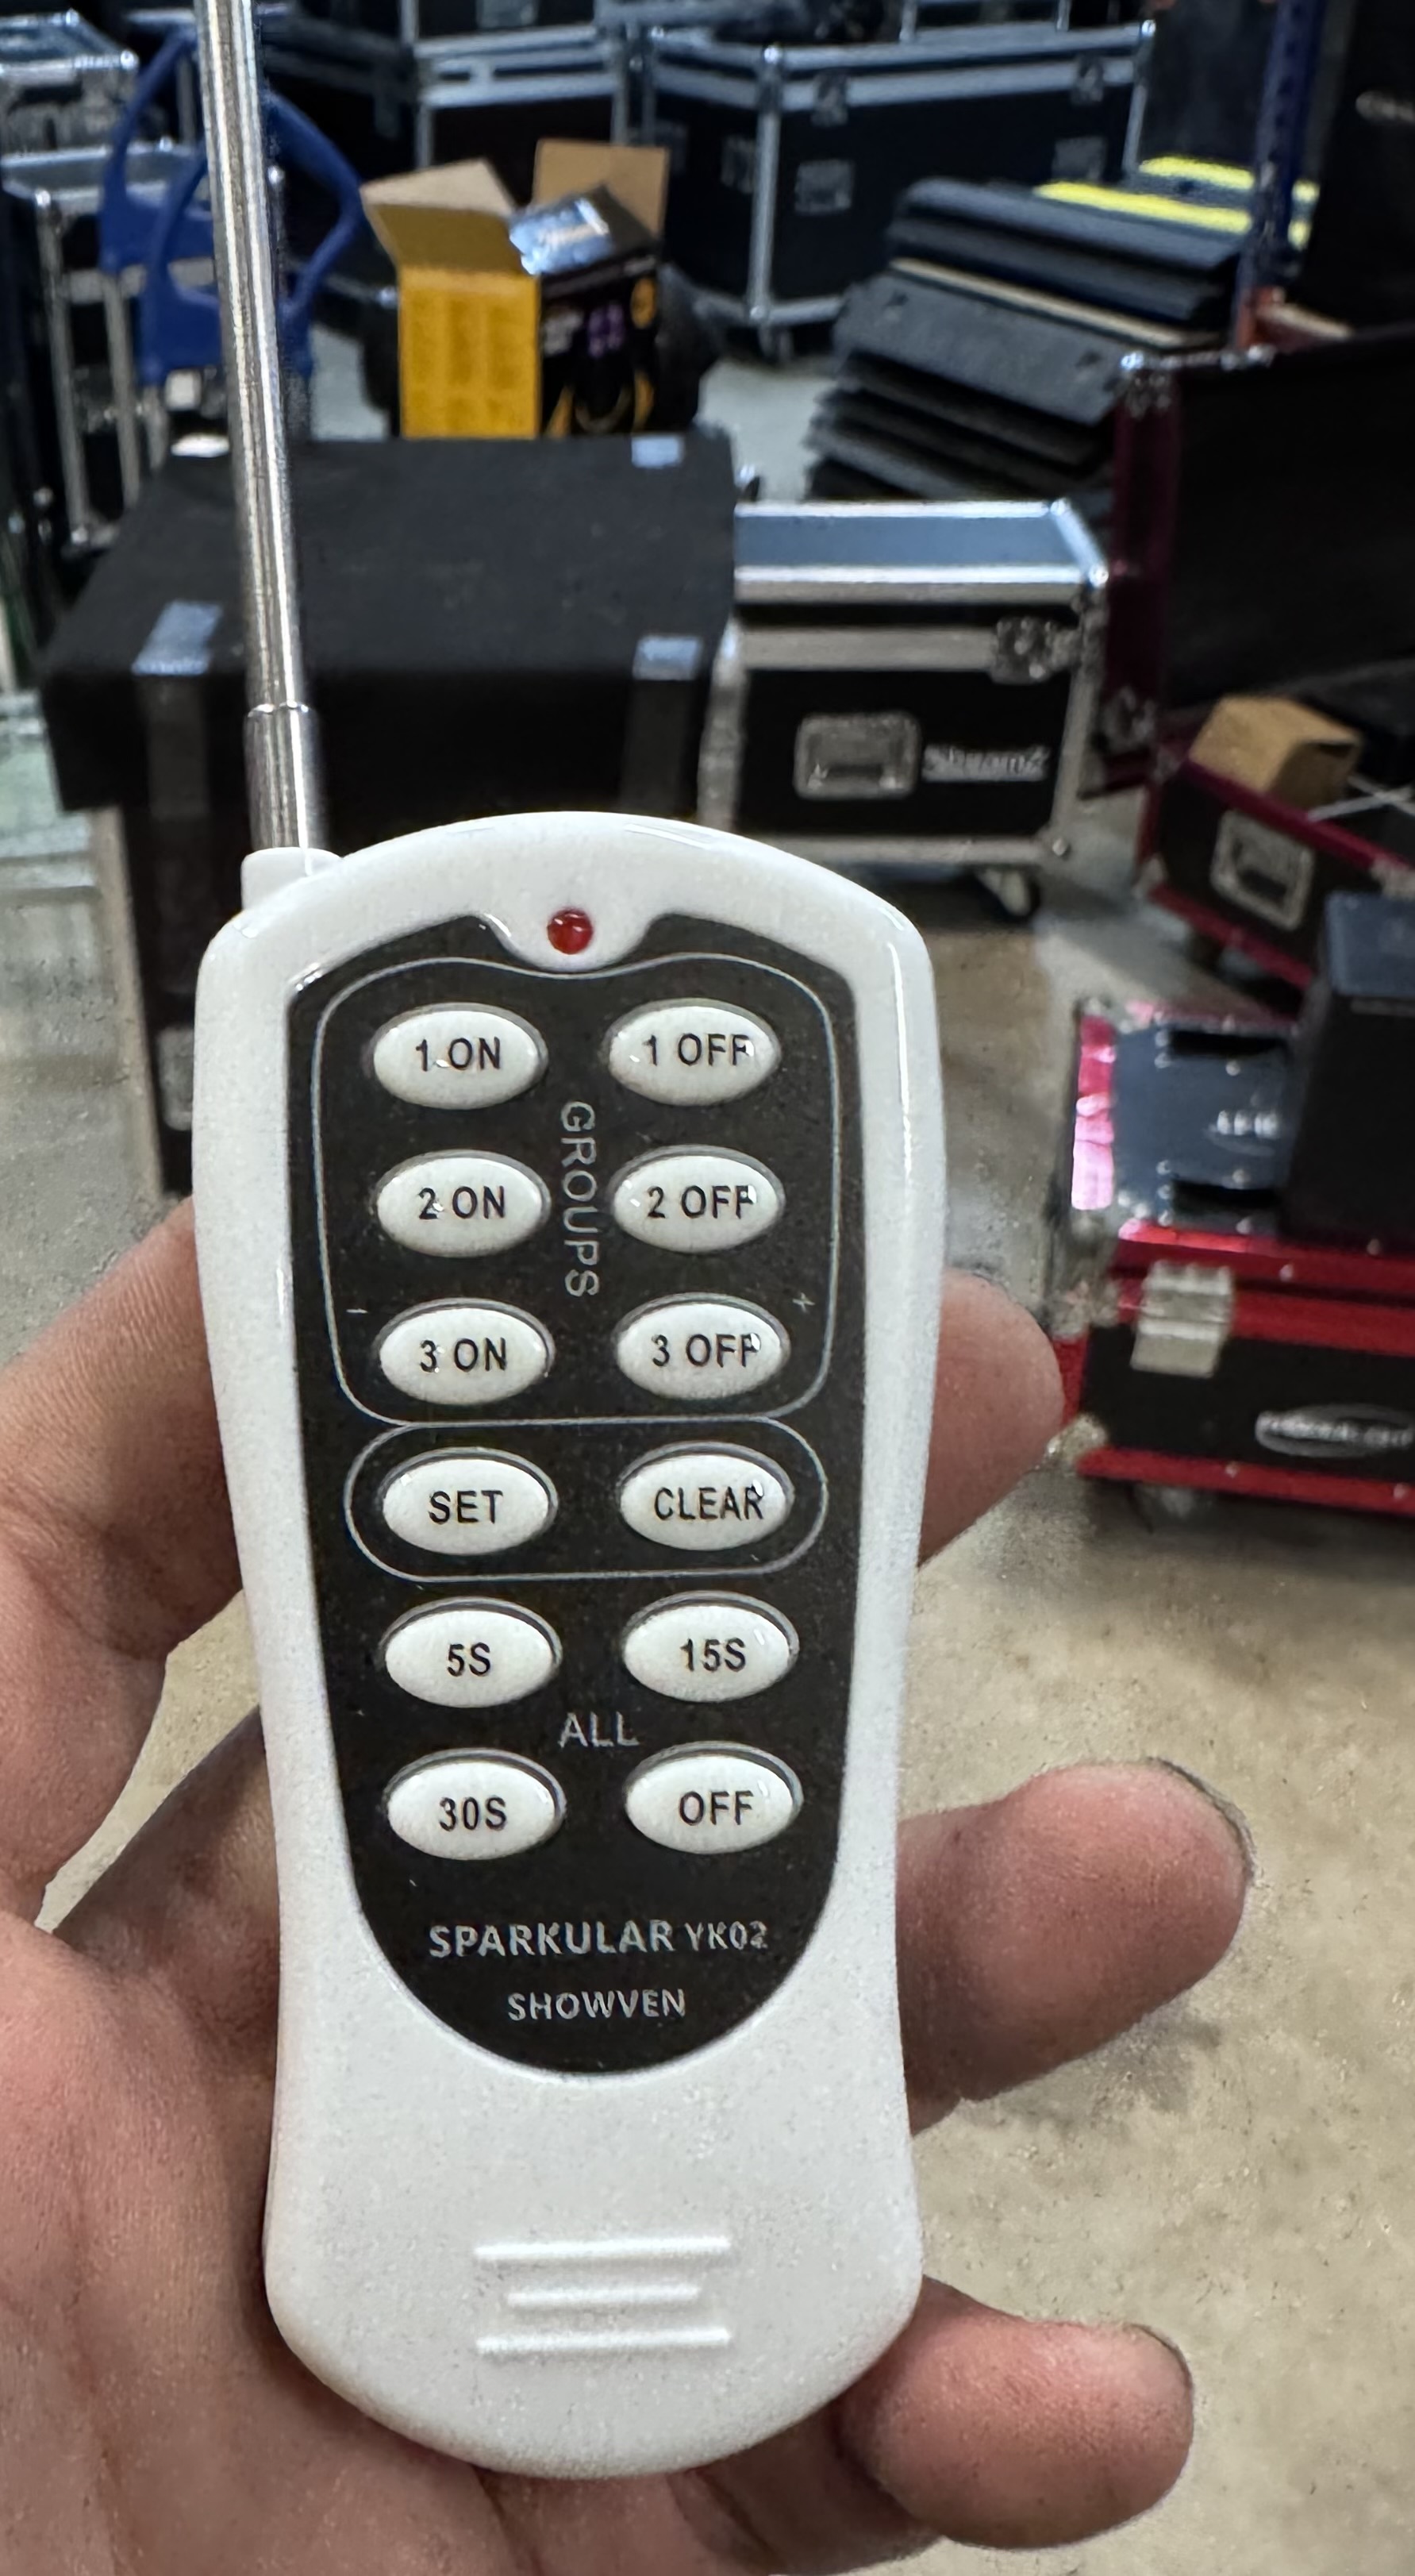 1 ON 1 OFF
GROUPS
2 ON 2 OFF
- +
3 ON 3 OFF
SET CLEAR
5S 15S
ALL
30S OFF
SPARKULAR YK02
SHOWVEN